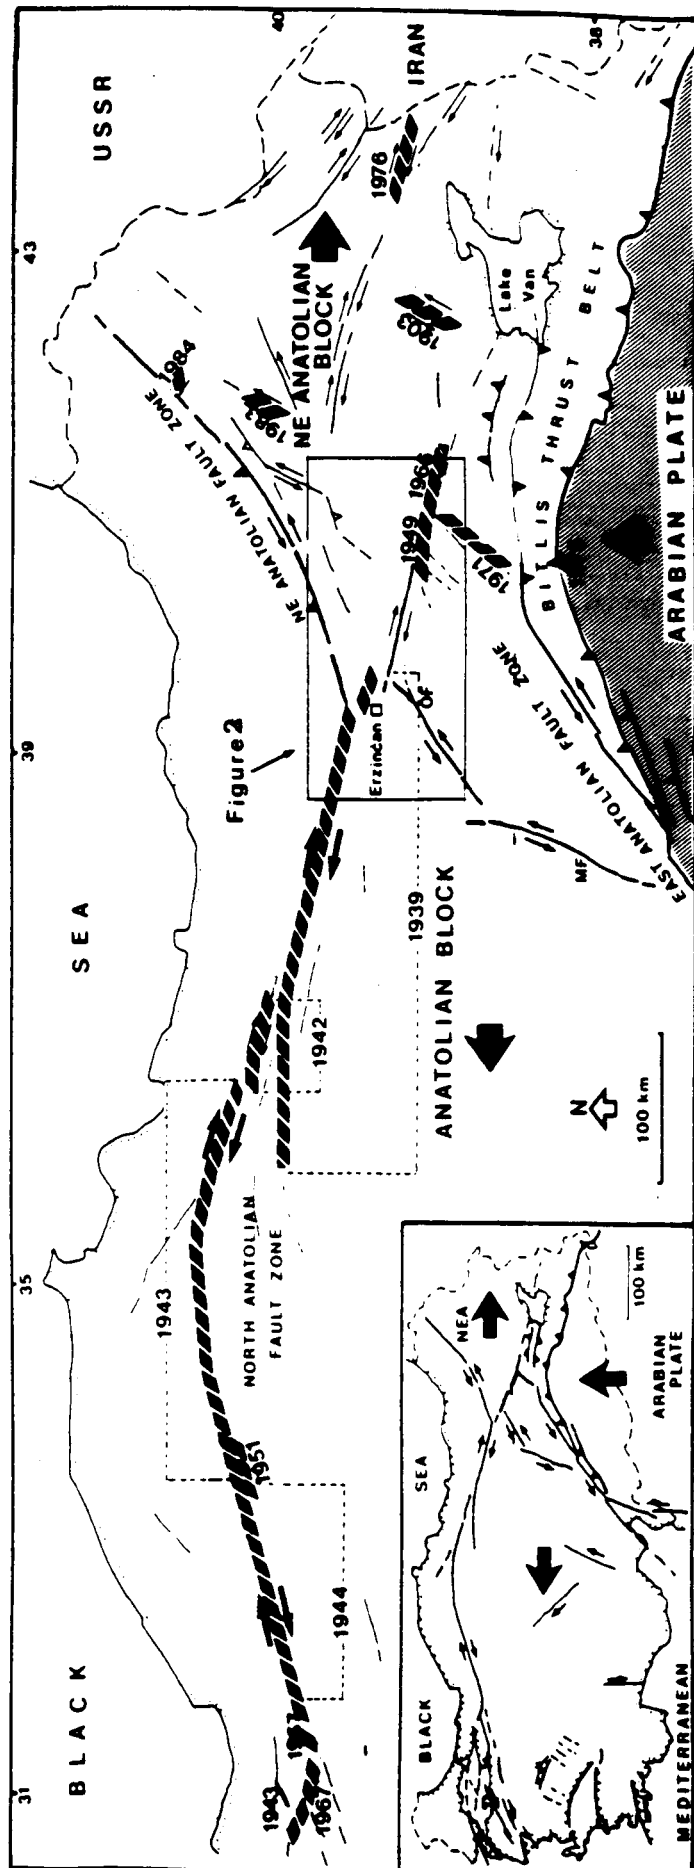 31
35
39
43
40
38
BLACK
SEA
USSR
IRAN
1943
1967
1957
1944
1951
1943
NORTH ANATOLIAN
FAULT ZONE
1942
1939
Figure 2
Erzincan
OF
MF
NE ANATOLIAN FAULT ZONE
1984
1983
NE ANATOLIAN
BLOCK
1976
1903
Lake
Van
1966
1949
1971
BITLIS THRUST BELT
EAST ANATOLIAN FAULT ZONE
ANATOLIAN BLOCK
ARABIAN PLATE
N
100 km
BLACK
SEA
NEA
ARABIAN
PLATE
MEDITERRANEAN
100 km